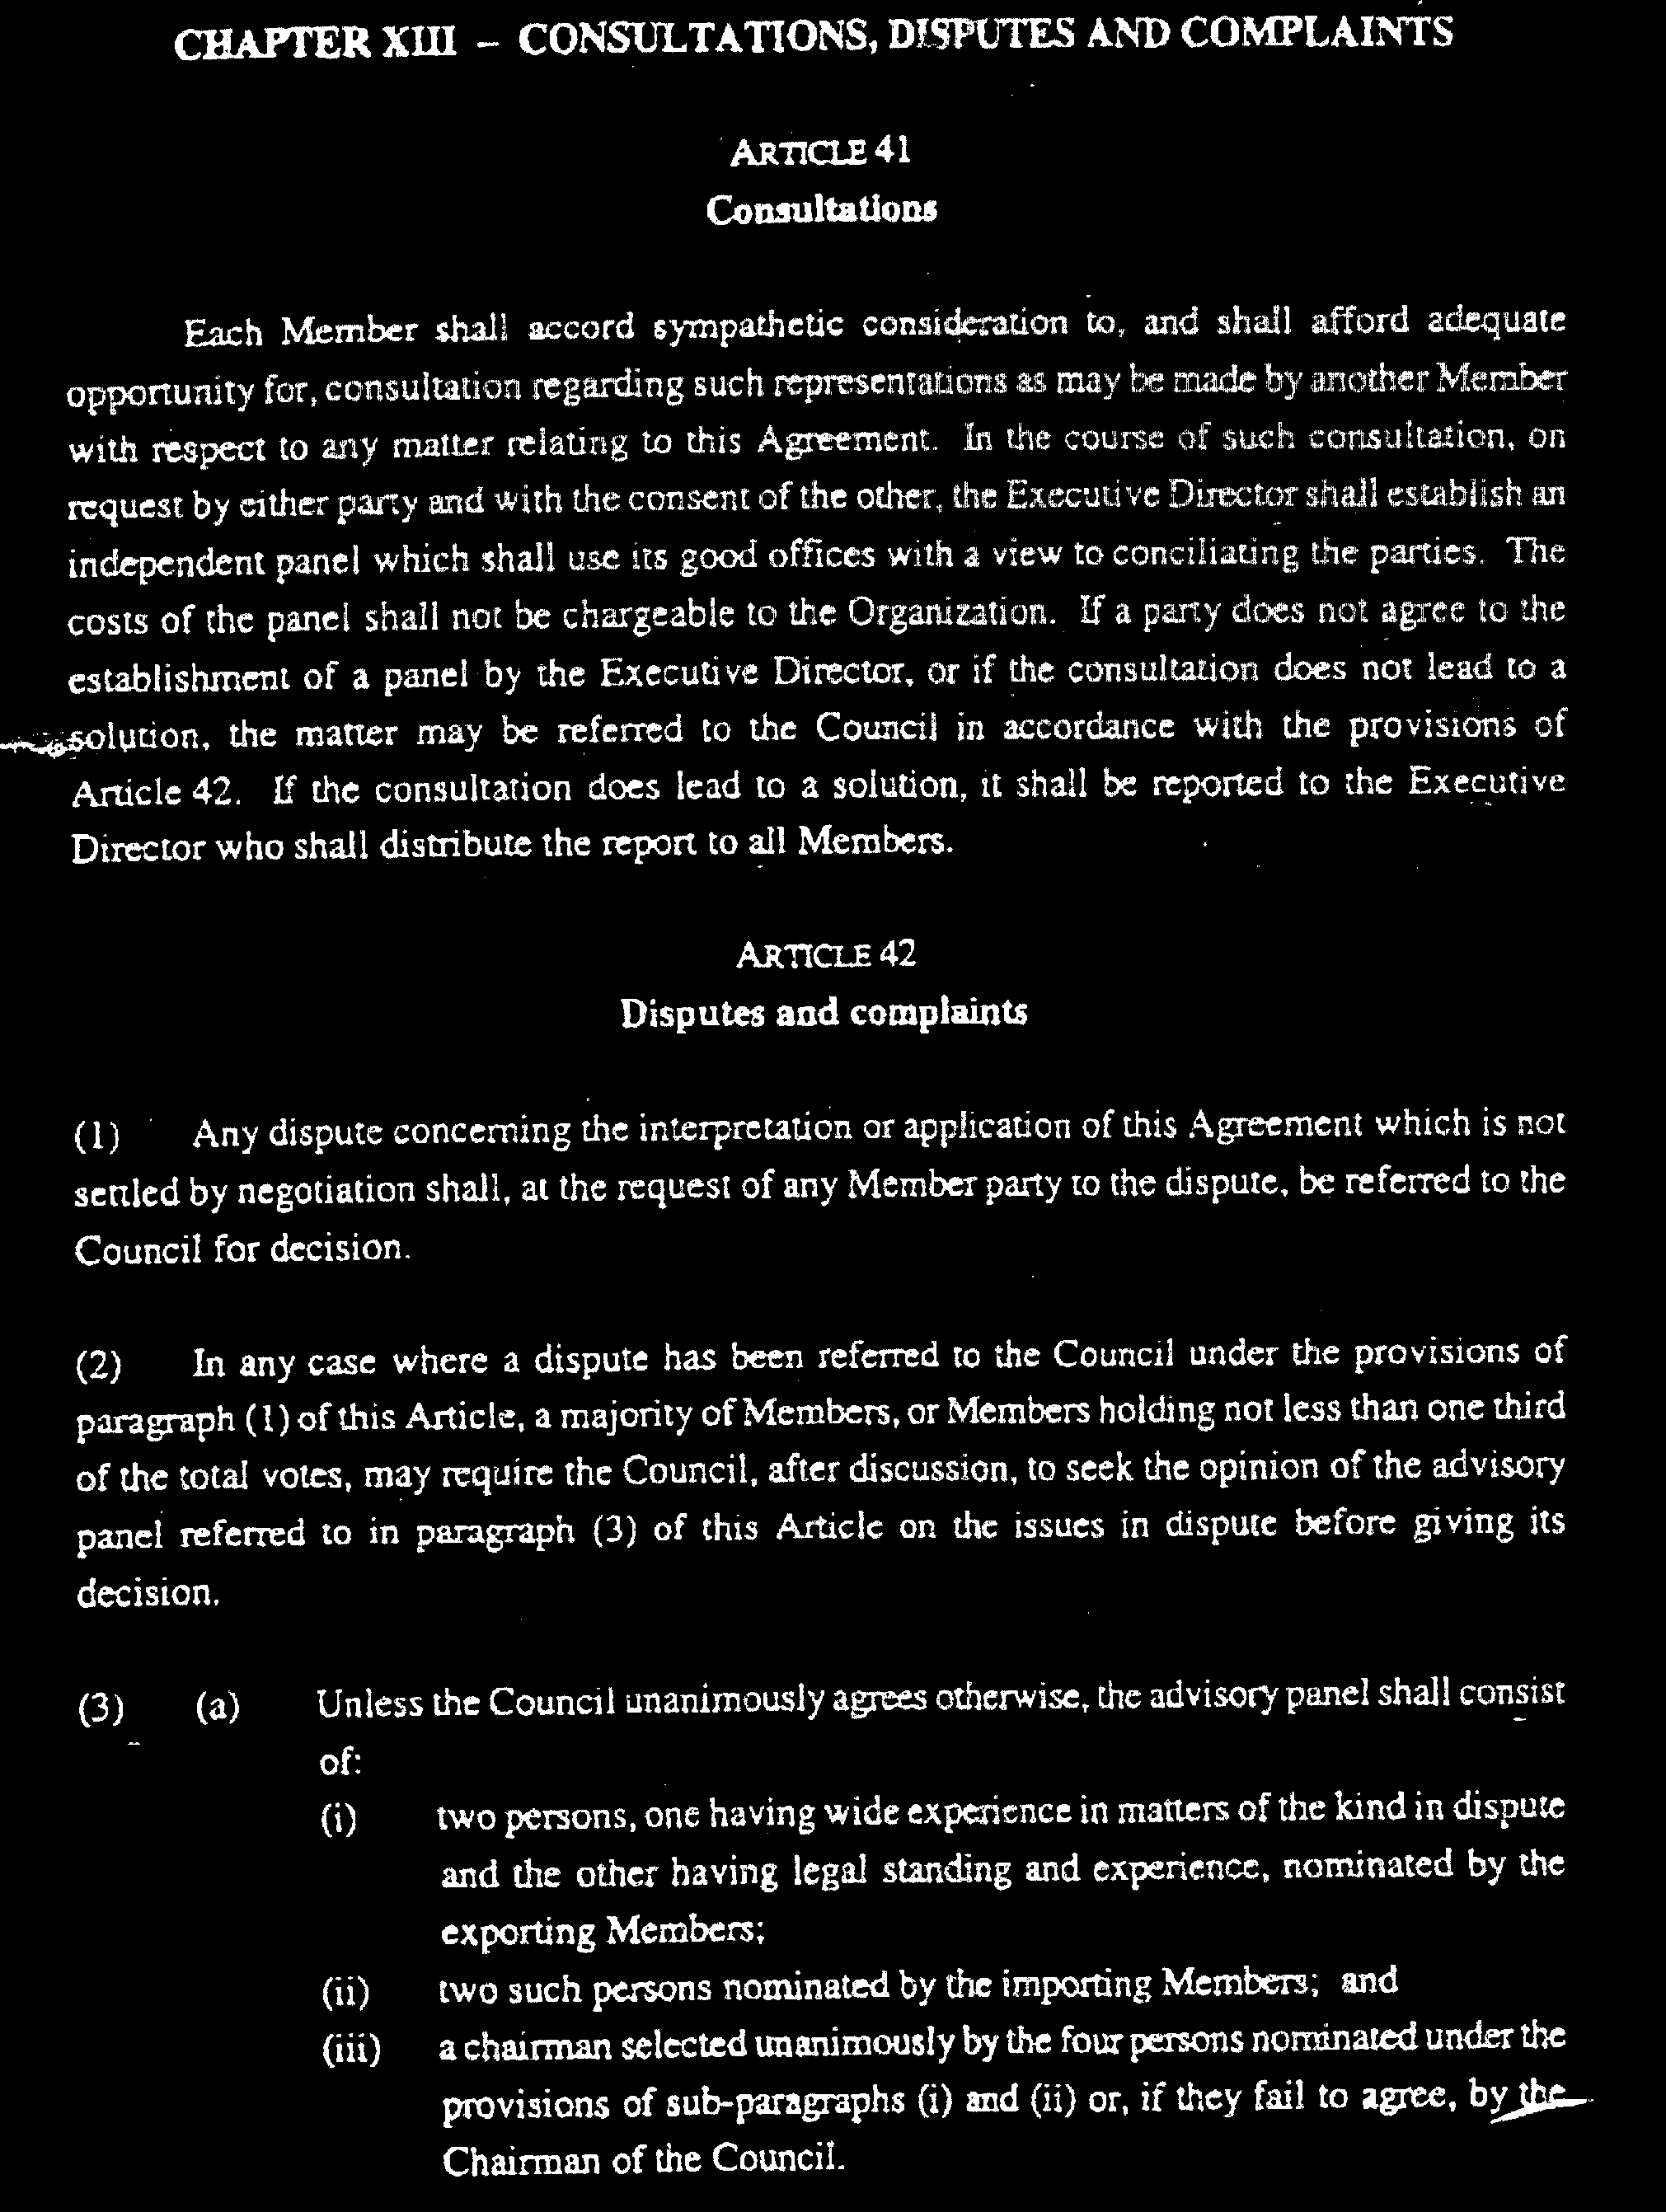 CHAPTER XIII – CONSULTATIONS, DISPUTES AND COMPLAINTS
ARTICLE 41
Consultations
Each Member shall accord sympathetic consideration to, and shall afford adequate
opportunity for, consultation regarding such representations as may be made by another Member
with respect to any matter relating to this Agreement. In the course of such consultation, on
request by either party and with the consent of the other, the Executive Director shall establish an
independent panel which shall use its good offices with a view to conciliating the parties. The
costs of the panel shall not be chargeable to the Organization. If a party does not agree to the
establishment of a panel by the Executive Director, or if the consultation does not lead to a
solution, the matter may be referred to the Council in accordance with the provisions of
Article 42. If the consultation does lead to a solution, it shall be reported to the Executive
Director who shall distribute the report to all Members.
ARTICLE 42
Disputes and complaints
(1) Any dispute concerning the interpretation or application of this Agreement which is not
settled by negotiation shall, at the request of any Member party to the dispute, be referred to the
Council for decision.
(2) In any case where a dispute has been referred to the Council under the provisions of
paragraph (1) of this Article, a majority of Members, or Members holding not less than one third
of the total votes, may require the Council, after discussion, to seek the opinion of the advisory
panel referred to in paragraph (3) of this Article on the issues in dispute before giving its
decision.
(3) (a) Unless the Council unanimously agrees otherwise, the advisory panel shall consist
of:
(i) two persons, one having wide experience in matters of the kind in dispute
and the other having legal standing and experience, nominated by the
exporting Members;
(ii) two such persons nominated by the importing Members; and
(iii) a chairman selected unanimously by the four persons nominated under the
provisions of sub-paragraphs (i) and (ii) or, if they fail to agree, by the
Chairman of the Council.